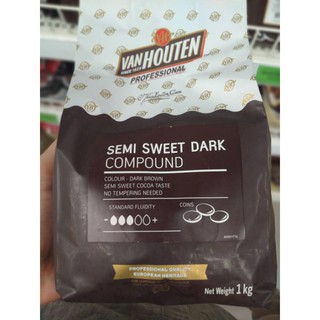 VAN HOUTEN
PROFESSIONAL
SEMI SWEET DARK
COMPOUND
COLOUR - DARK BROWN
SEMI SWEET COCOA TASTE
NO TEMPERING NEEDED
STANDARD FLUIDITY
COINS
- +
PROFESSIONAL QUALITY
EUROPEAN HERITAGE
Net Weight 1 kg